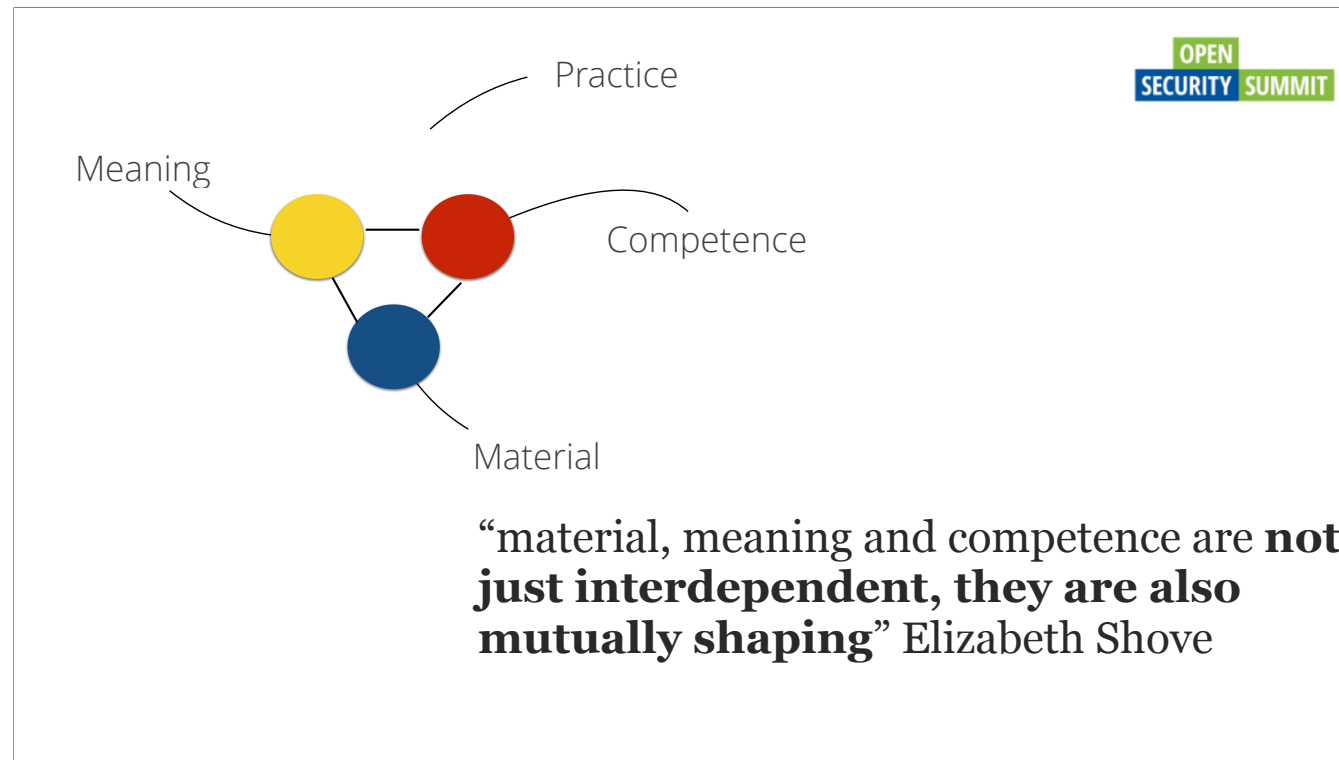 Practice
OPEN
SECURITY SUMMIT
Meaning
Competence
Material
“material, meaning and competence are not
just interdependent, they are also
mutually shaping” Elizabeth Shove